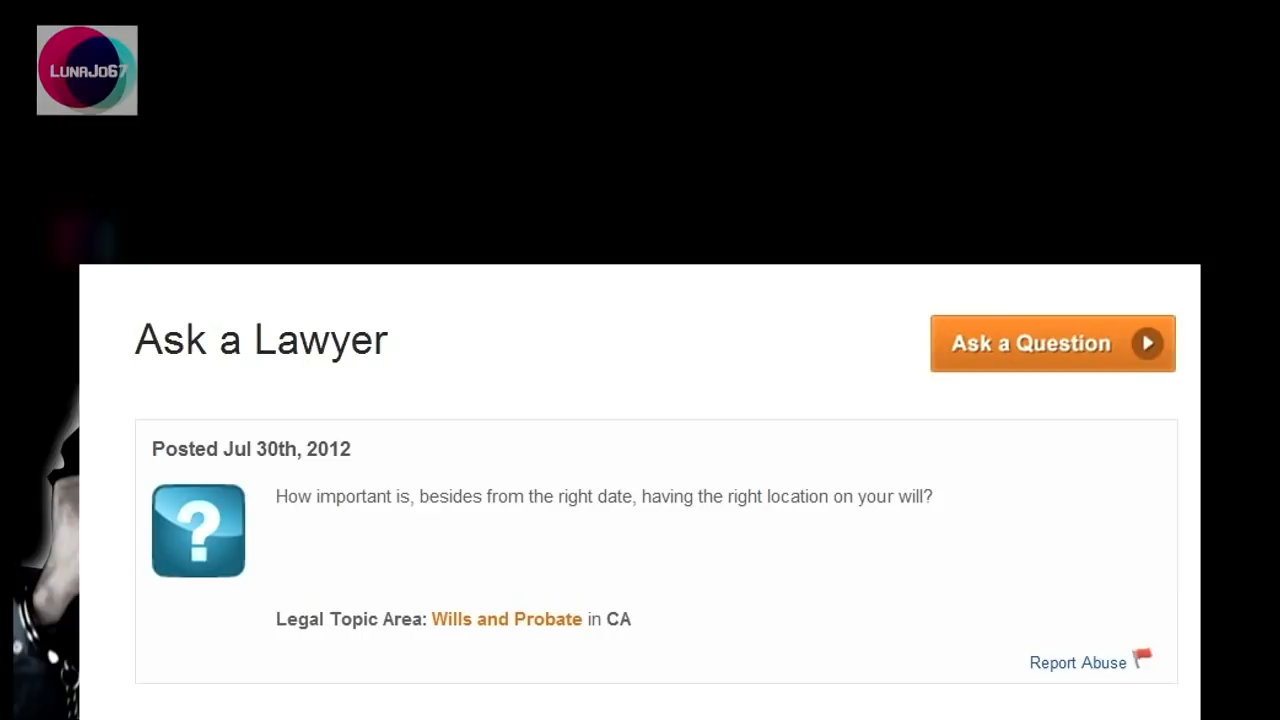 LUNAJO67
Ask a Lawyer
Ask a Question
Posted Jul 30th, 2012
How important is, besides from the right date, having the right location on your will?
Legal Topic Area: Wills and Probate in CA
Report Abuse